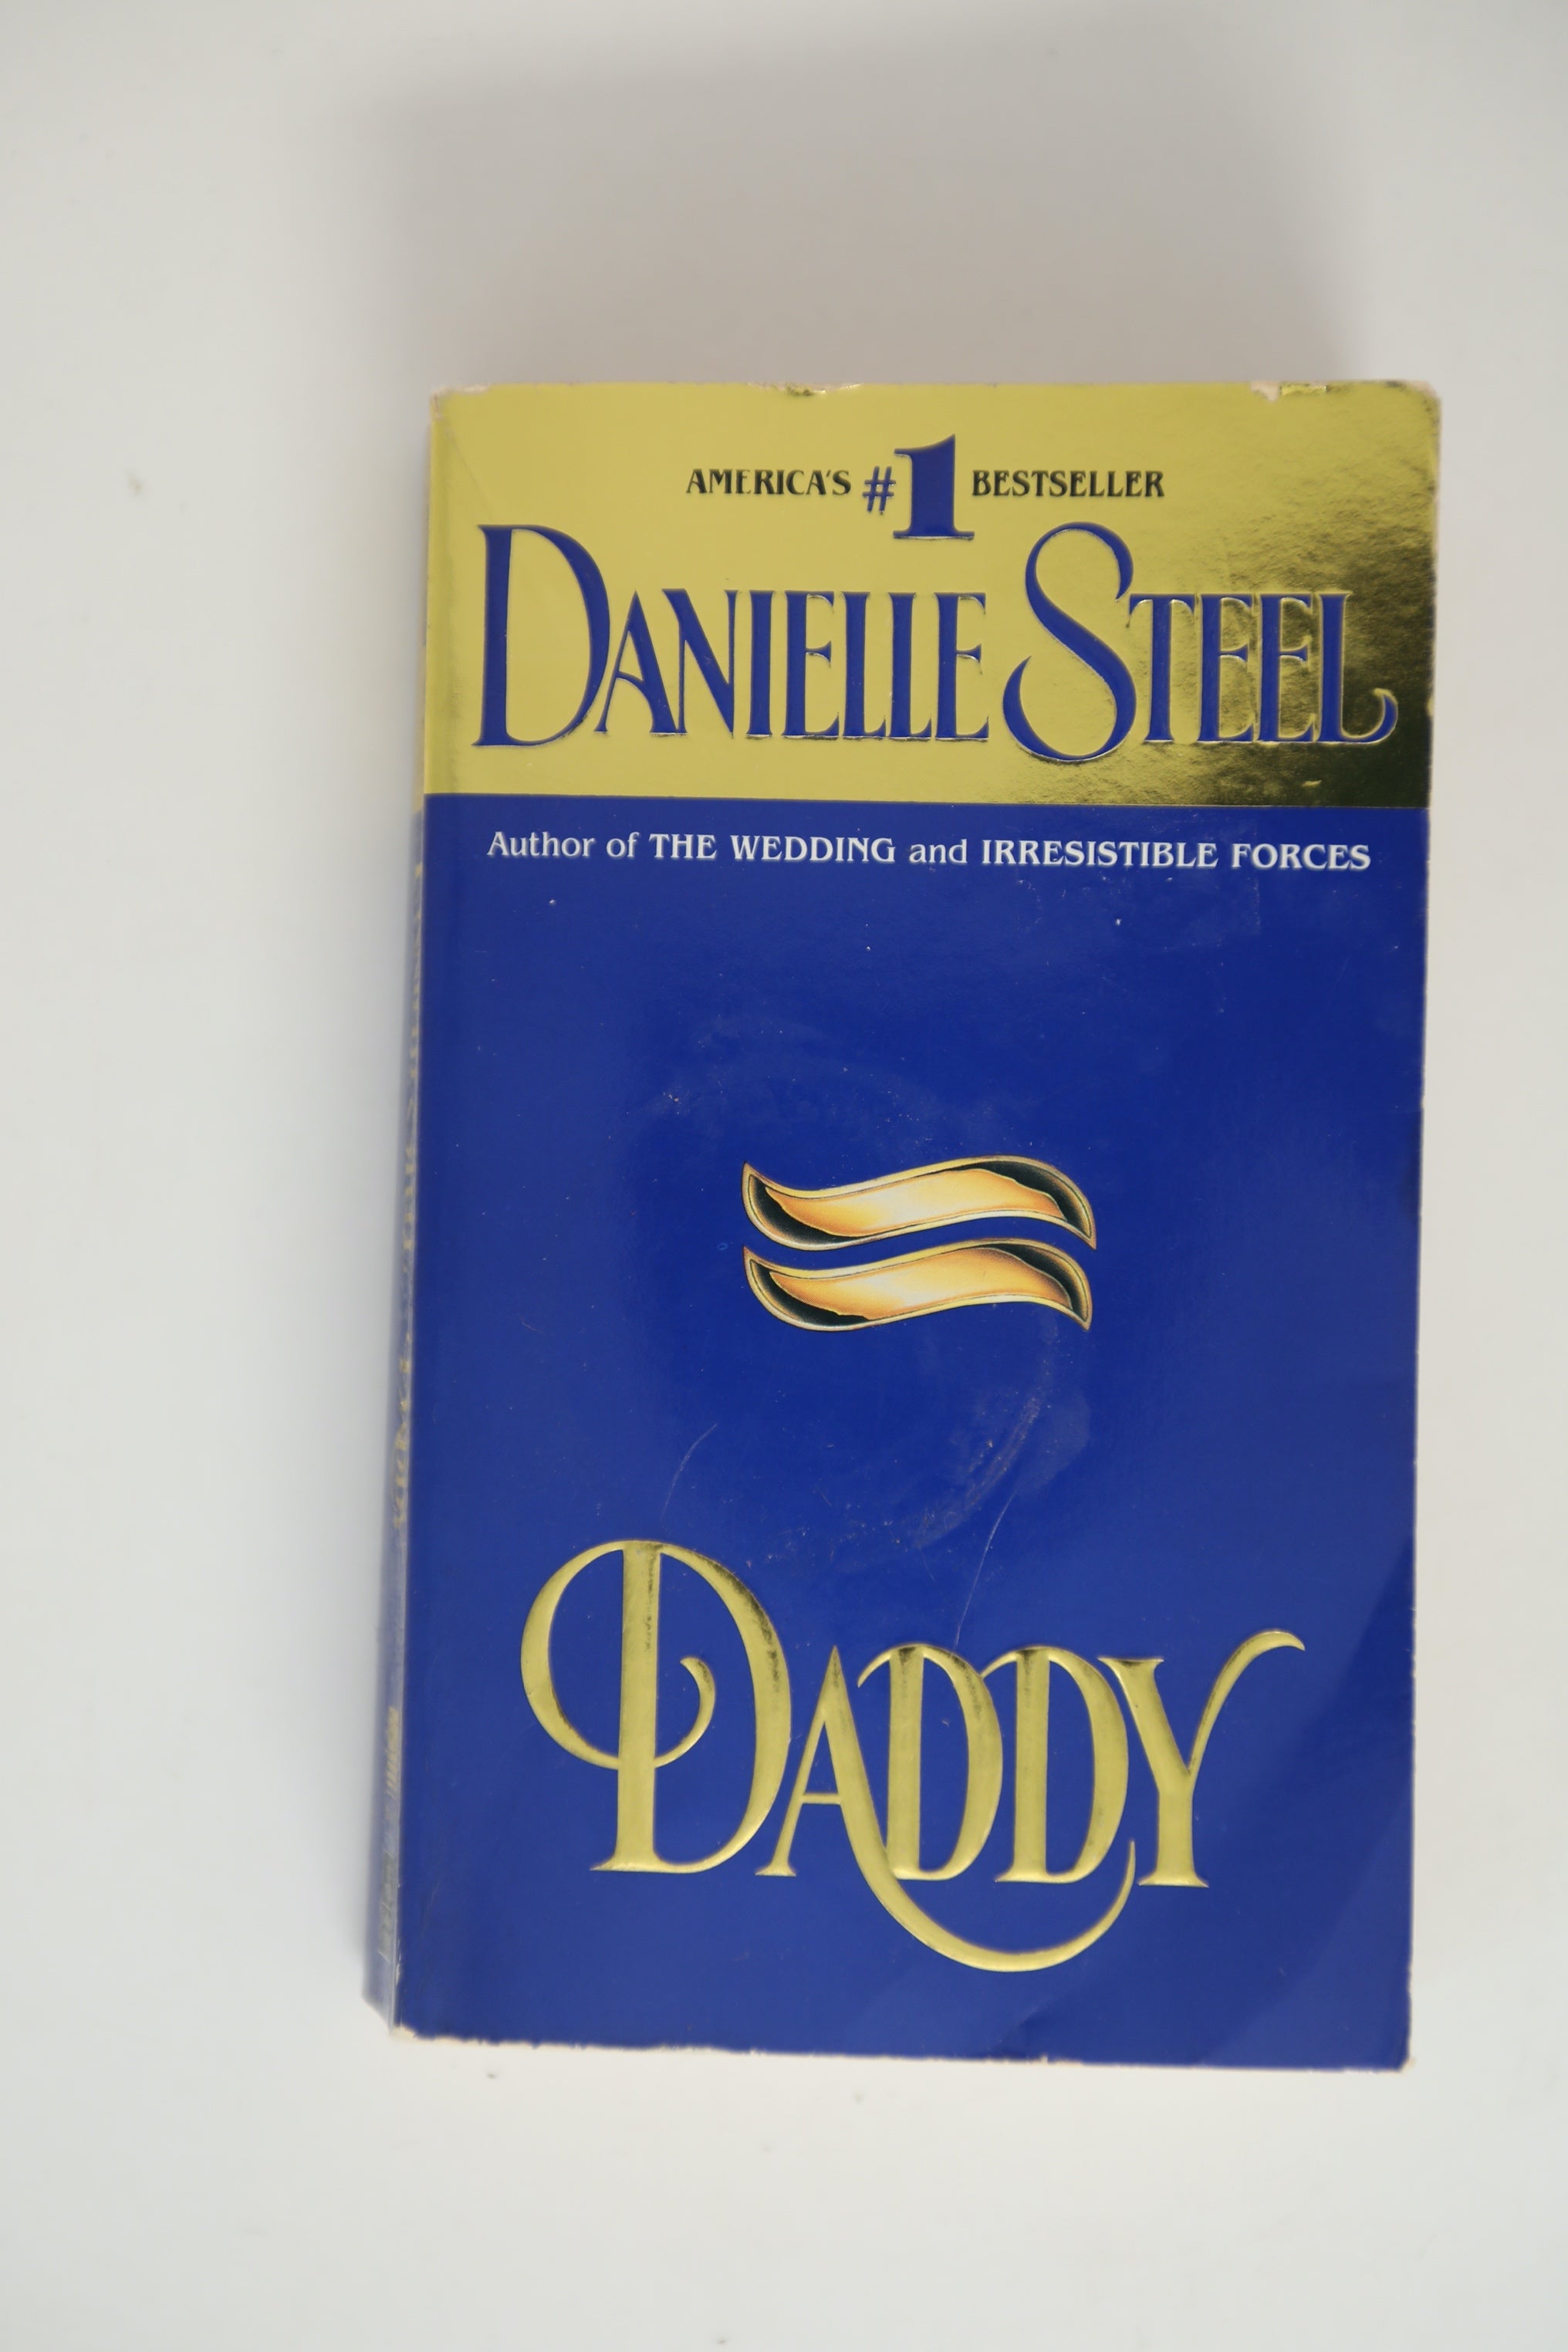 AMERICA'S #1 BESTSELLER
DANIELLE STEEL
Author of THE WEDDING and IRRESISTIBLE FORCES
DADDY